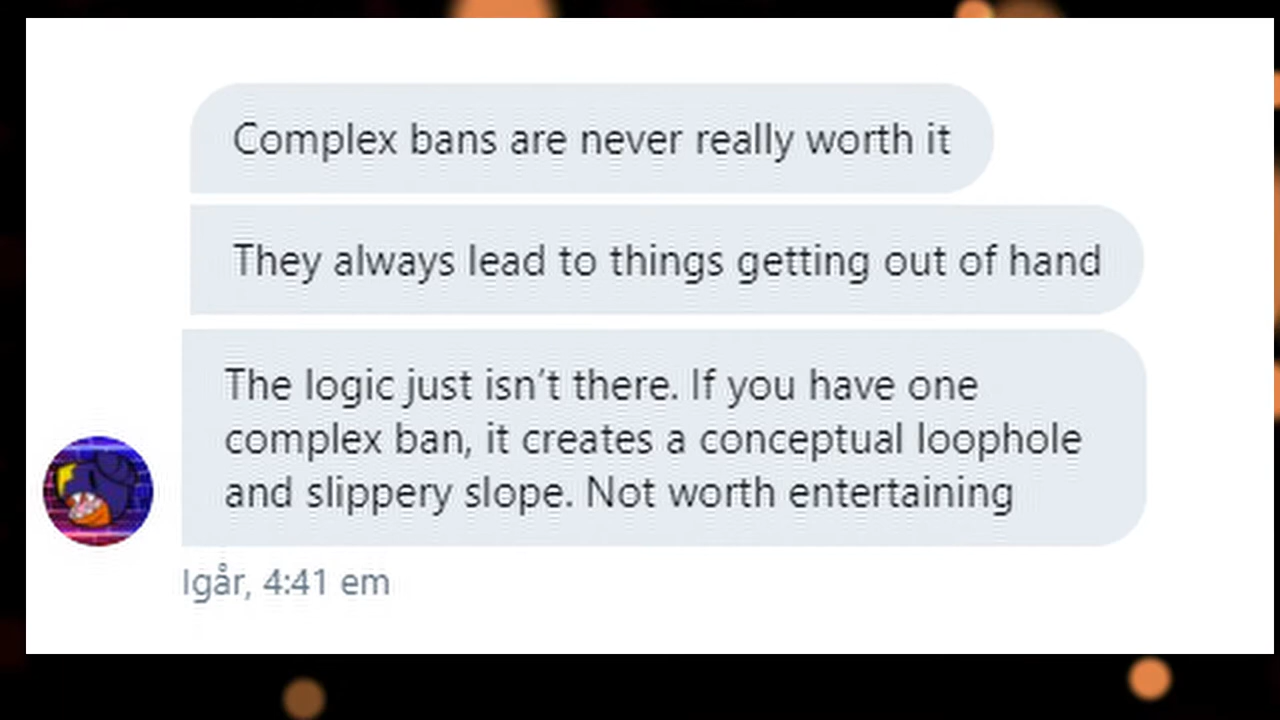 Complex bans are never really worth it
They always lead to things getting out of hand
The logic just isn’t there. If you have one
complex ban, it creates a conceptual loophole
and slippery slope. Not worth entertaining
Igår, 4:41 em